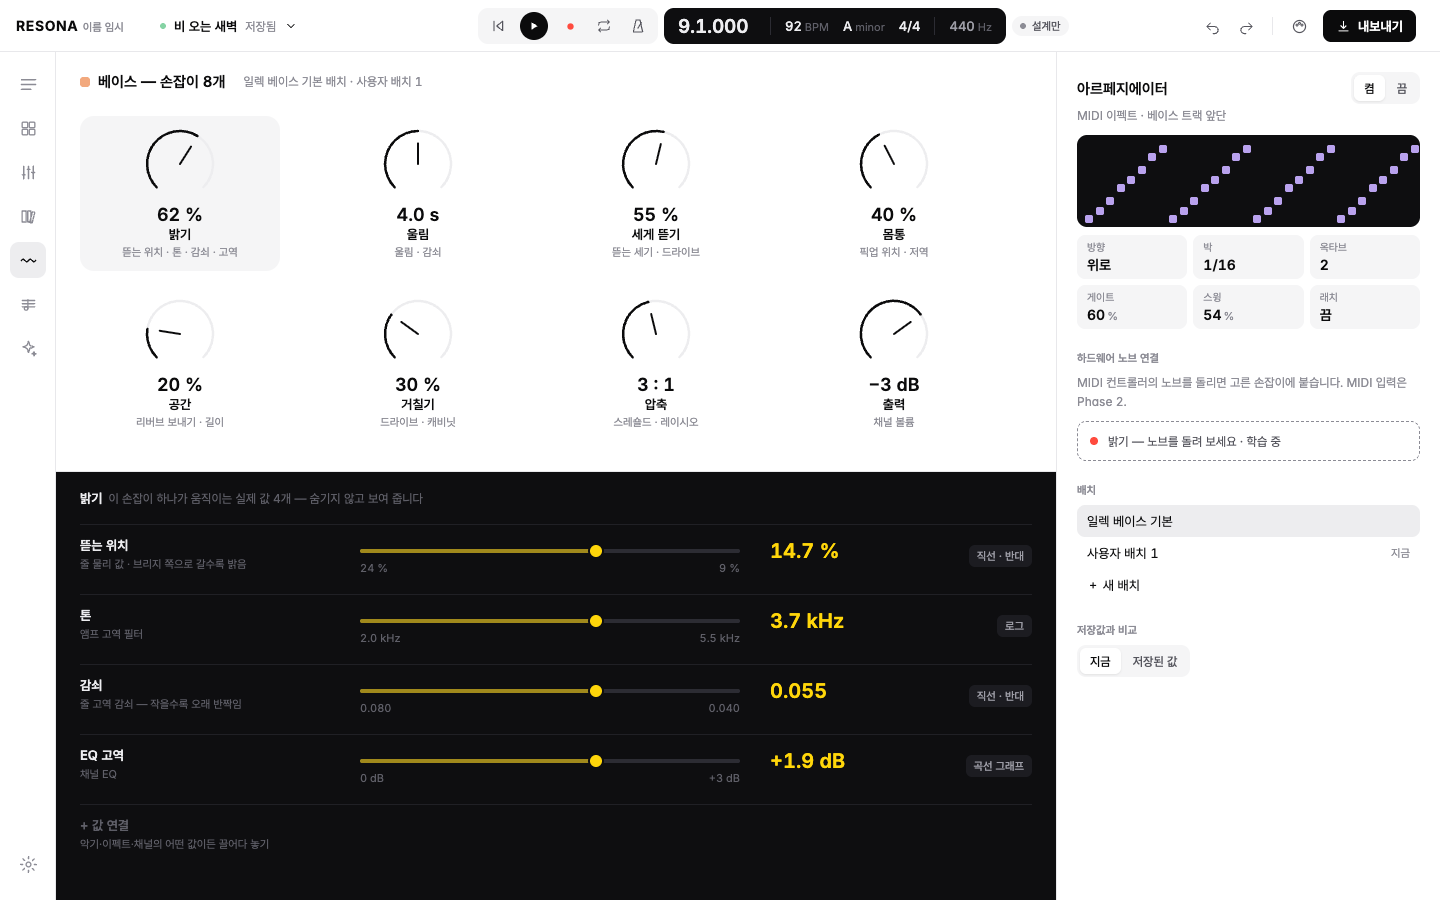 RESONA 이름 임시
비 오는 새벽 저장됨
9.1.000 92 BPM A minor 4/4 440 Hz
설계만
내보내기
베이스 — 손잡이 8개 일렉 베이스 기본 배치 · 사용자 배치 1
62 %
밝기
뜯는 위치 · 톤 · 감쇠 · 고역
4.0 s
울림
울림 · 감쇠
55 %
세게 뜯기
뜯는 세기 · 드라이브
40 %
몸통
픽업 위치 · 저역
20 %
공간
리버브 보내기 · 길이
30 %
거칠기
드라이브 · 캐비닛
3 : 1
압축
스레숄드 · 레이시오
−3 dB
출력
채널 볼륨
밝기 이 손잡이 하나가 움직이는 실제 값 4개 — 숨기지 않고 보여 줍니다
뜯는 위치
줄 물리 값 · 브리지 쪽으로 갈수록 밝음
24 % 9 %
14.7 %
직선 · 반대
톤
앰프 고역 필터
2.0 kHz 5.5 kHz
3.7 kHz
로그
감쇠
줄 고역 감쇠 — 작을수록 오래 반짝임
0.080 0.040
0.055
직선 · 반대
EQ 고역
채널 EQ
0 dB +3 dB
+1.9 dB
곡선 그래프
+ 값 연결
악기·이펙트·채널의 어떤 값이든 끌어다 놓기
아르페지에이터
켬 끔
MIDI 이펙트 · 베이스 트랙 앞단
방향
위로
박
1/16
옥타브
2
게이트
60 %
스윙
54 %
래치
끔
하드웨어 노브 연결
MIDI 컨트롤러의 노브를 돌리면 고른 손잡이에 붙습니다. MIDI 입력은
Phase 2.
밝기 — 노브를 돌려 보세요 · 학습 중
배치
일렉 베이스 기본
사용자 배치 1 지금
+ 새 배치
저장값과 비교
지금 저장된 값